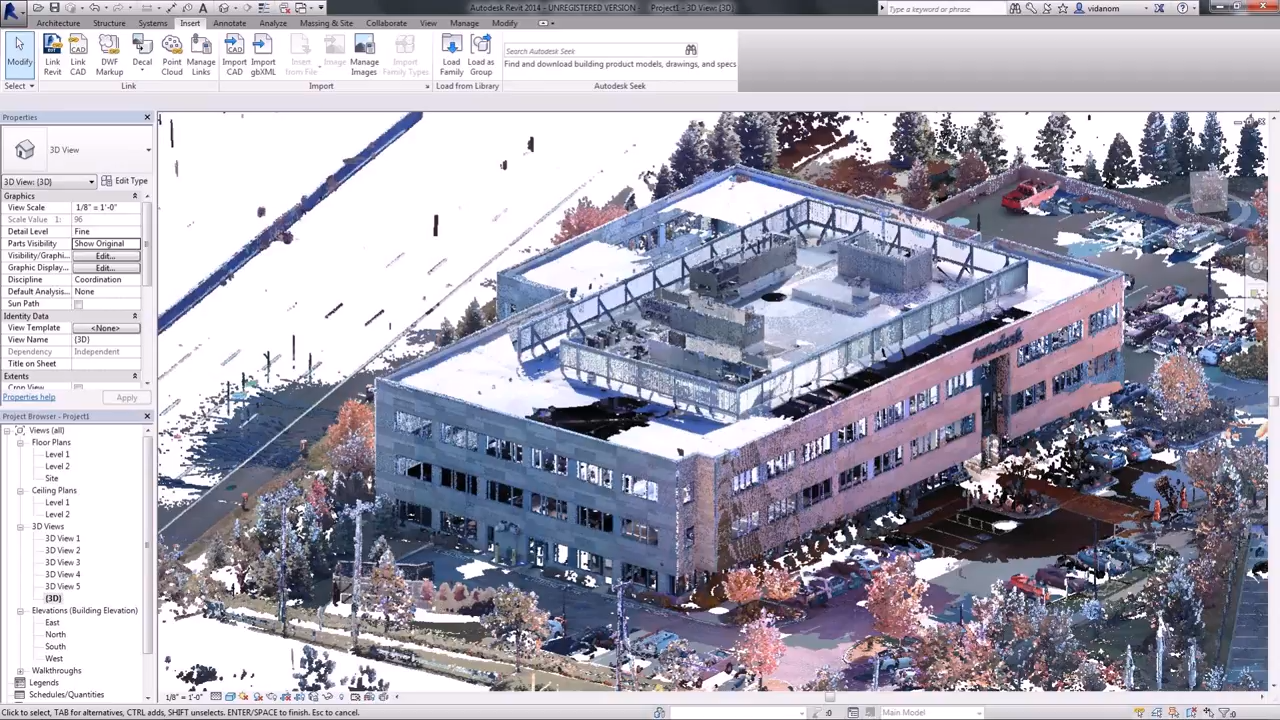 Autodesk Revit 2014 - UNREGISTERED VERSION - Project1 - 3D View: {3D}
Type a keyword or phrase
vidanom
Architecture Structure Systems Insert Annotate Analyze Massing & Site Collaborate View Manage Modify
Modify
Link Revit
Link CAD
DWF Markup
Decal
Point Cloud
Manage Links
Import CAD
Import gbXML
Insert from File
Image
Manage Images
Import Family Types
Load Family
Load as Group
Search Autodesk Seek
Find and download building product models, drawings, and specs
Select
Link
Import
Load from Library
Autodesk Seek
Properties
3D View
3D View: {3D}
Edit Type
Graphics
View Scale 1/8" = 1'-0"
Scale Value 1: 96
Detail Level Fine
Parts Visibility Show Original
Visibility/Graphi... Edit...
Graphic Display... Edit...
Discipline Coordination
Default Analysis... None
Sun Path
Identity Data
View Template <None>
View Name {3D}
Dependency Independent
Title on Sheet
Extents
Crop View
Properties help
Apply
Project Browser - Project1
Views (all)
Floor Plans
Level 1
Level 2
Site
Ceiling Plans
Level 1
Level 2
3D Views
3D View 1
3D View 2
3D View 3
3D View 4
3D View 5
{3D}
Elevations (Building Elevation)
East
North
South
West
Walkthroughs
Legends
Schedules/Quantities
Autodesk
1/8" = 1'-0"
Click to select, TAB for alternatives, CTRL adds, SHIFT unselects. ENTER/SPACE to finish. Esc to cancel.
:0
Main Model
:0